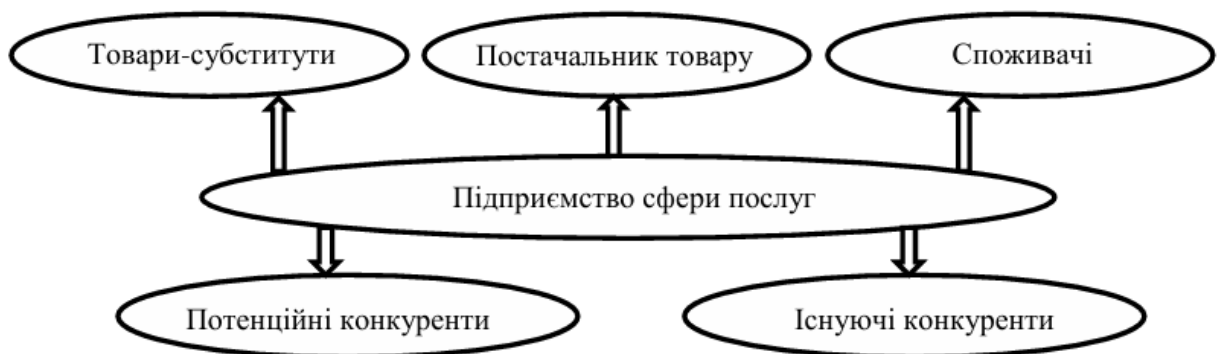 Товари-субститути
Постачальник товару
Споживачі
Підприємство сфери послуг
Потенційні конкуренти
Існуючі конкуренти